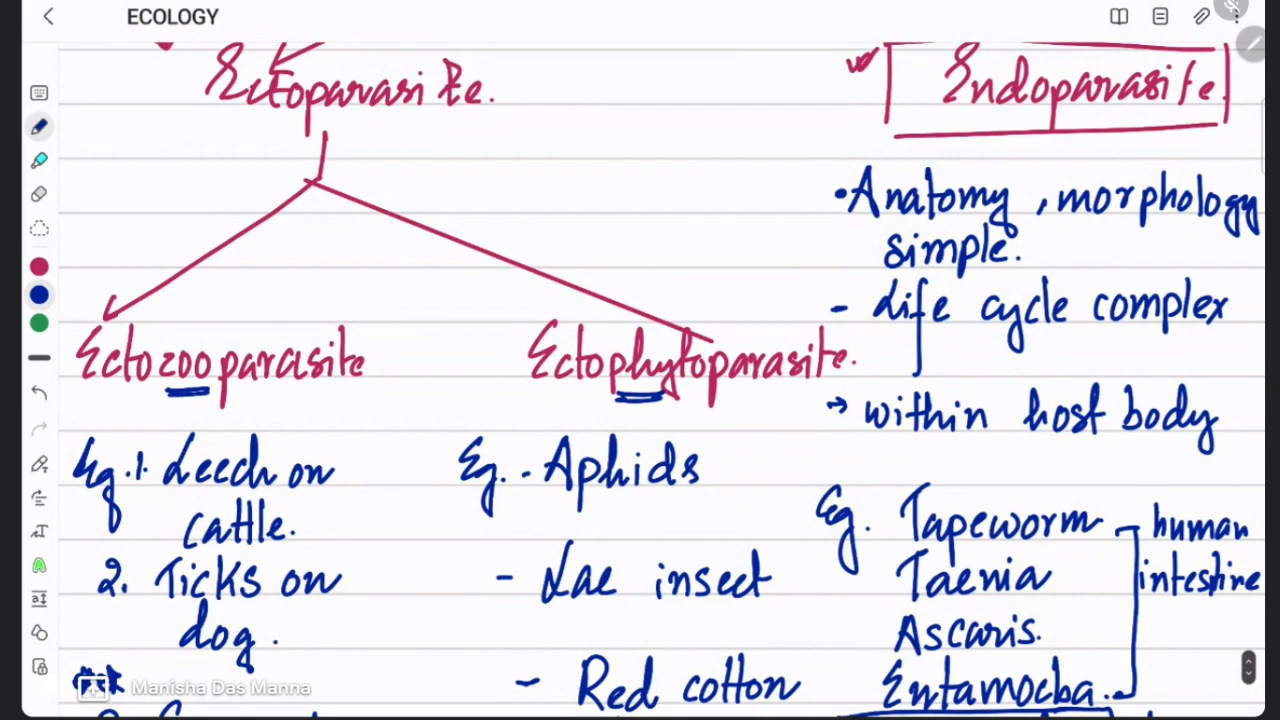 ECOLOGY
Ectoparasite.
Endoparasite.
• Anatomy, morphology
simple.
- Life cycle complex
→ within host body
Ectozooparasite
Ectophytoparasite.
Eg. 1. Leech on
cattle.
2. Ticks on
dog.
Eg. - Aphids
- Lac insect
- Red cotton
Eg. Tapeworm
Taenia
Ascaris.
Entamoeba.
human
intestine
Manisha Das Manna